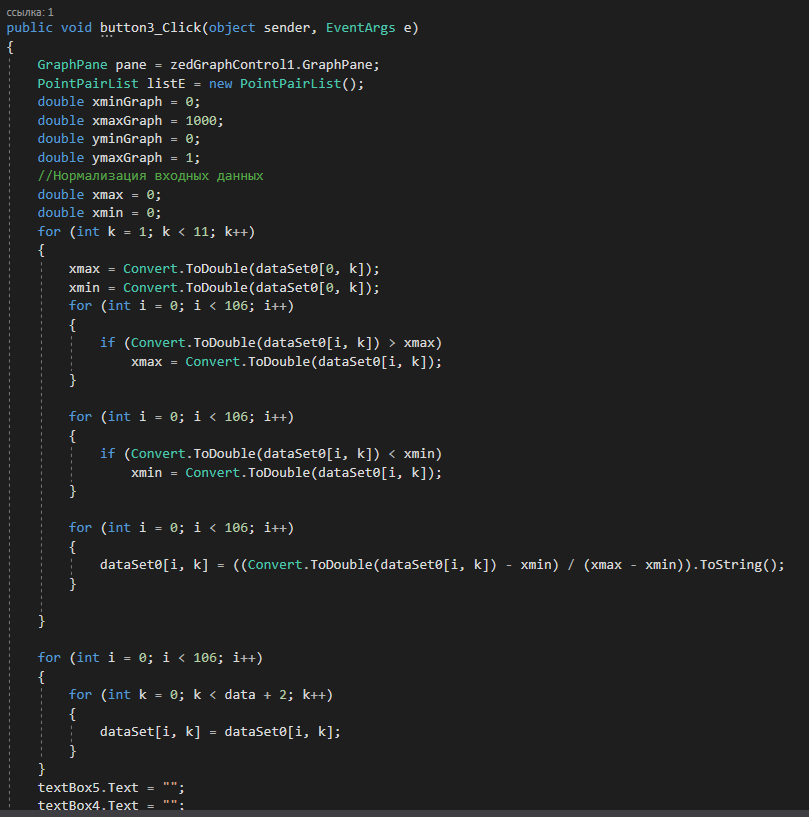 ссылка: 1
public void button3_Click(object sender, EventArgs e)
{
GraphPane pane = zedGraphControl1.GraphPane;
PointPairList listE = new PointPairList();
double xminGraph = 0;
double xmaxGraph = 1000;
double yminGraph = 0;
double ymaxGraph = 1;
//Нормализация входных данных
double xmax = 0;
double xmin = 0;
for (int k = 1; k < 11; k++)
{
xmax = Convert.ToDouble(dataSet0[0, k]);
xmin = Convert.ToDouble(dataSet0[0, k]);
for (int i = 0; i < 106; i++)
{
if (Convert.ToDouble(dataSet0[i, k]) > xmax)
xmax = Convert.ToDouble(dataSet0[i, k]);
}
for (int i = 0; i < 106; i++)
{
if (Convert.ToDouble(dataSet0[i, k]) < xmin)
xmin = Convert.ToDouble(dataSet0[i, k]);
}
for (int i = 0; i < 106; i++)
{
dataSet0[i, k] = ((Convert.ToDouble(dataSet0[i, k]) - xmin) / (xmax - xmin)).ToString();
}
}
for (int i = 0; i < 106; i++)
{
for (int k = 0; k < data + 2; k++)
{
dataSet[i, k] = dataSet0[i, k];
}
}
textBox5.Text = "";
textBox4.Text = "";